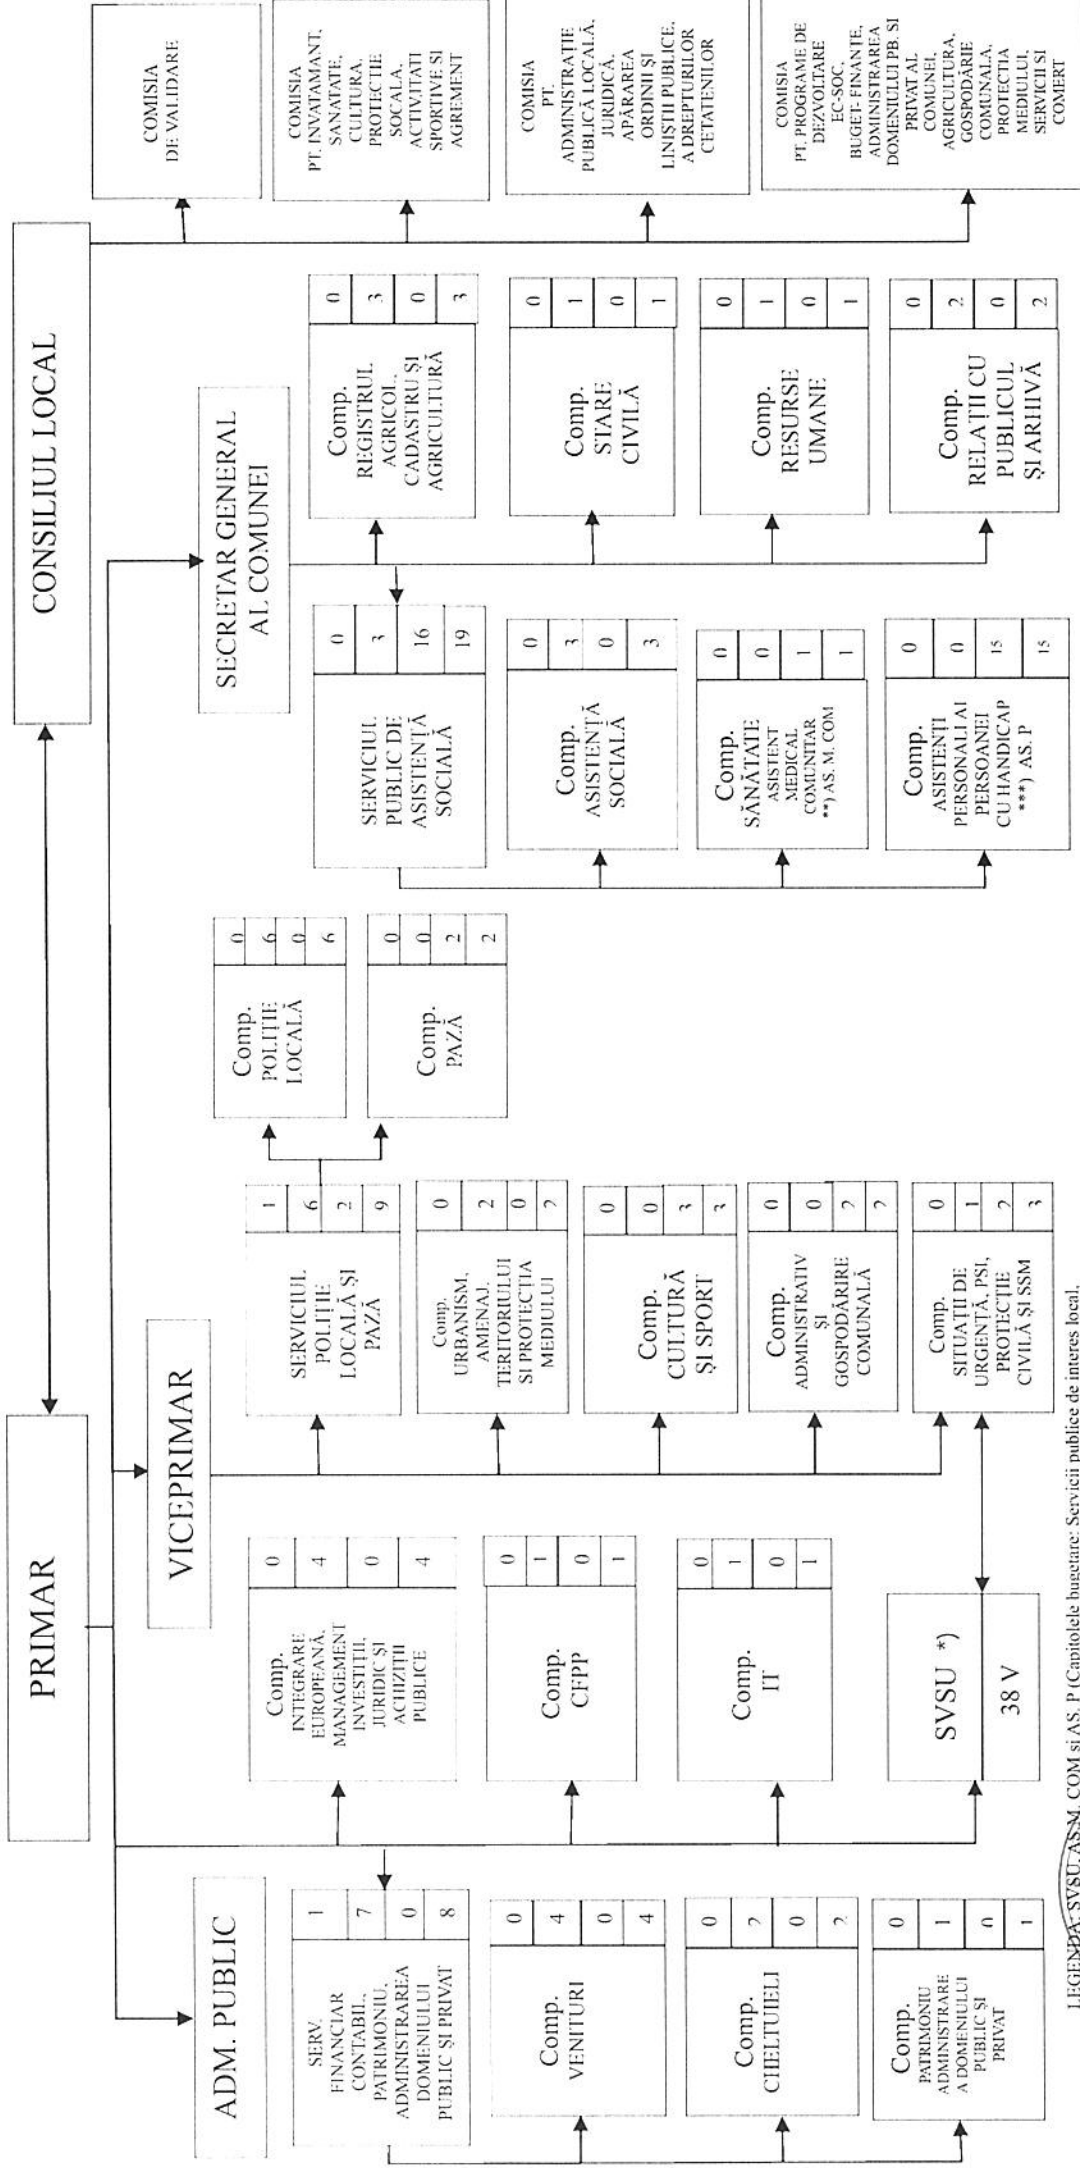 PRIMAR
CONSILIUL LOCAL
ADM. PUBLIC
VICEPRIMAR
SECRETAR GENERAL
AL COMUNEI
SERV.
FINANCIAR
CONTABIL,
PATRIMONIU,
ADMINISTRAREA
DOMENIULUI
PUBLIC ȘI PRIVAT
1
7
0
8
Comp.
VENITURI
0
4
0
4
Comp.
CHELTUIELI
0
2
0
2
Comp.
PATRIMONIU
ADMINISTRARE
A DOMENIULUI
PUBLIC ȘI
PRIVAT
0
1
0
1
Comp.
INTEGRARE
EUROPEANĂ,
MANAGEMENT
INVESTIȚII,
JURIDIC ȘI
ACHIZIȚII
PUBLICE
0
4
0
4
Comp.
CFPP
0
1
0
1
Comp.
IT
0
1
0
1
SVSU *)
38 V
SERVICIUL
POLIȚIE
LOCALĂ ȘI
PAZĂ
1
6
2
9
Comp.
URBANISM,
AMENAJ.
TERITORIULUI
SI PROTECTIA
MEDIULUI
0
2
0
2
Comp.
CULTURĂ
ȘI SPORT
0
0
3
3
Comp.
ADMINISTRATIV
ȘI
GOSPODĂRIRE
COMUNALĂ
0
0
2
2
Comp.
SITUAȚII DE
URGENȚĂ, PSI,
PROTECȚIE
CIVILĂ ȘI SSM
0
1
2
3
Comp.
POLIȚIE
LOCALĂ
0
6
0
6
Comp.
PAZĂ
0
0
2
2
SERVICIUL
PUBLIC DE
ASISTENȚĂ
SOCIALĂ
0
3
16
19
Comp.
ASISTENȚĂ
SOCIALĂ
0
3
0
3
Comp.
SĂNĂTATE
ASISTENT
MEDICAL
COMUNITAR
**) AS. M. COM
0
0
1
1
Comp.
ASISTENȚI
PERSONALI AI
PERSOANEI
CU HANDICAP
***) AS. P
0
0
15
15
Comp.
REGISTRUL
AGRICOL,
CADASTRU ȘI
AGRICULTURĂ
0
3
0
3
Comp.
STARE
CIVILĂ
0
1
0
1
Comp.
RESURSE
UMANE
0
1
0
1
Comp.
RELAȚII CU
PUBLICUL
ȘI ARHIVĂ
0
2
0
2
COMISIA
DE VALIDARE
COMISIA
PT. INVATAMANT,
SANATATE,
CULTURA,
PROTECTIE
SOCALA,
ACTIVITATI
SPORTIVE SI
AGREMENT
COMISIA
PT.
ADMINISTRAȚIE
PUBLICĂ LOCALĂ,
JURIDICĂ,
APĂRAREA
ORDINII ȘI
LINIȘTII PUBLICE,
A DREPTURILOR
CETATENILOR
COMISIA
PT. PROGRAME DE
DEZVOLTARE
EC-SOC,
BUGET- FINANTE,
ADMINISTRAREA
DOMENIULUI PB. SI
PRIVAT AL
COMUNEI,
AGRICULTURA,
GOSPODĂRIE
COMUNALA,
PROTECTIA
MEDIULUI,
SERVICII SI
COMERT
LEGENDA: SVSU, AS.M. COM si AS. P (Capitolele bugetare: Servicii publice de interes local,